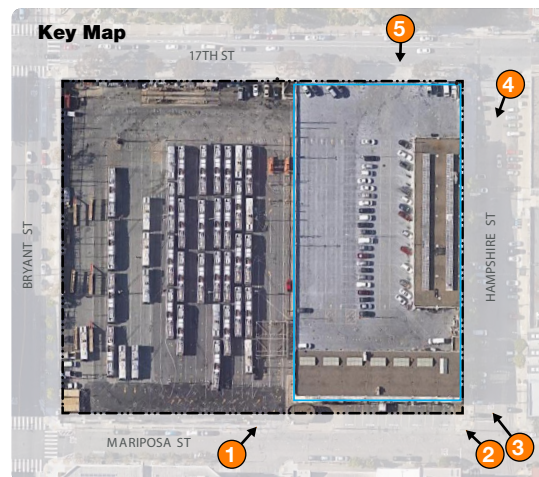 Key Map
5
17TH ST
4
BRYANT ST
HAMPSHIRE ST
MARIPOSA ST
1
2
3